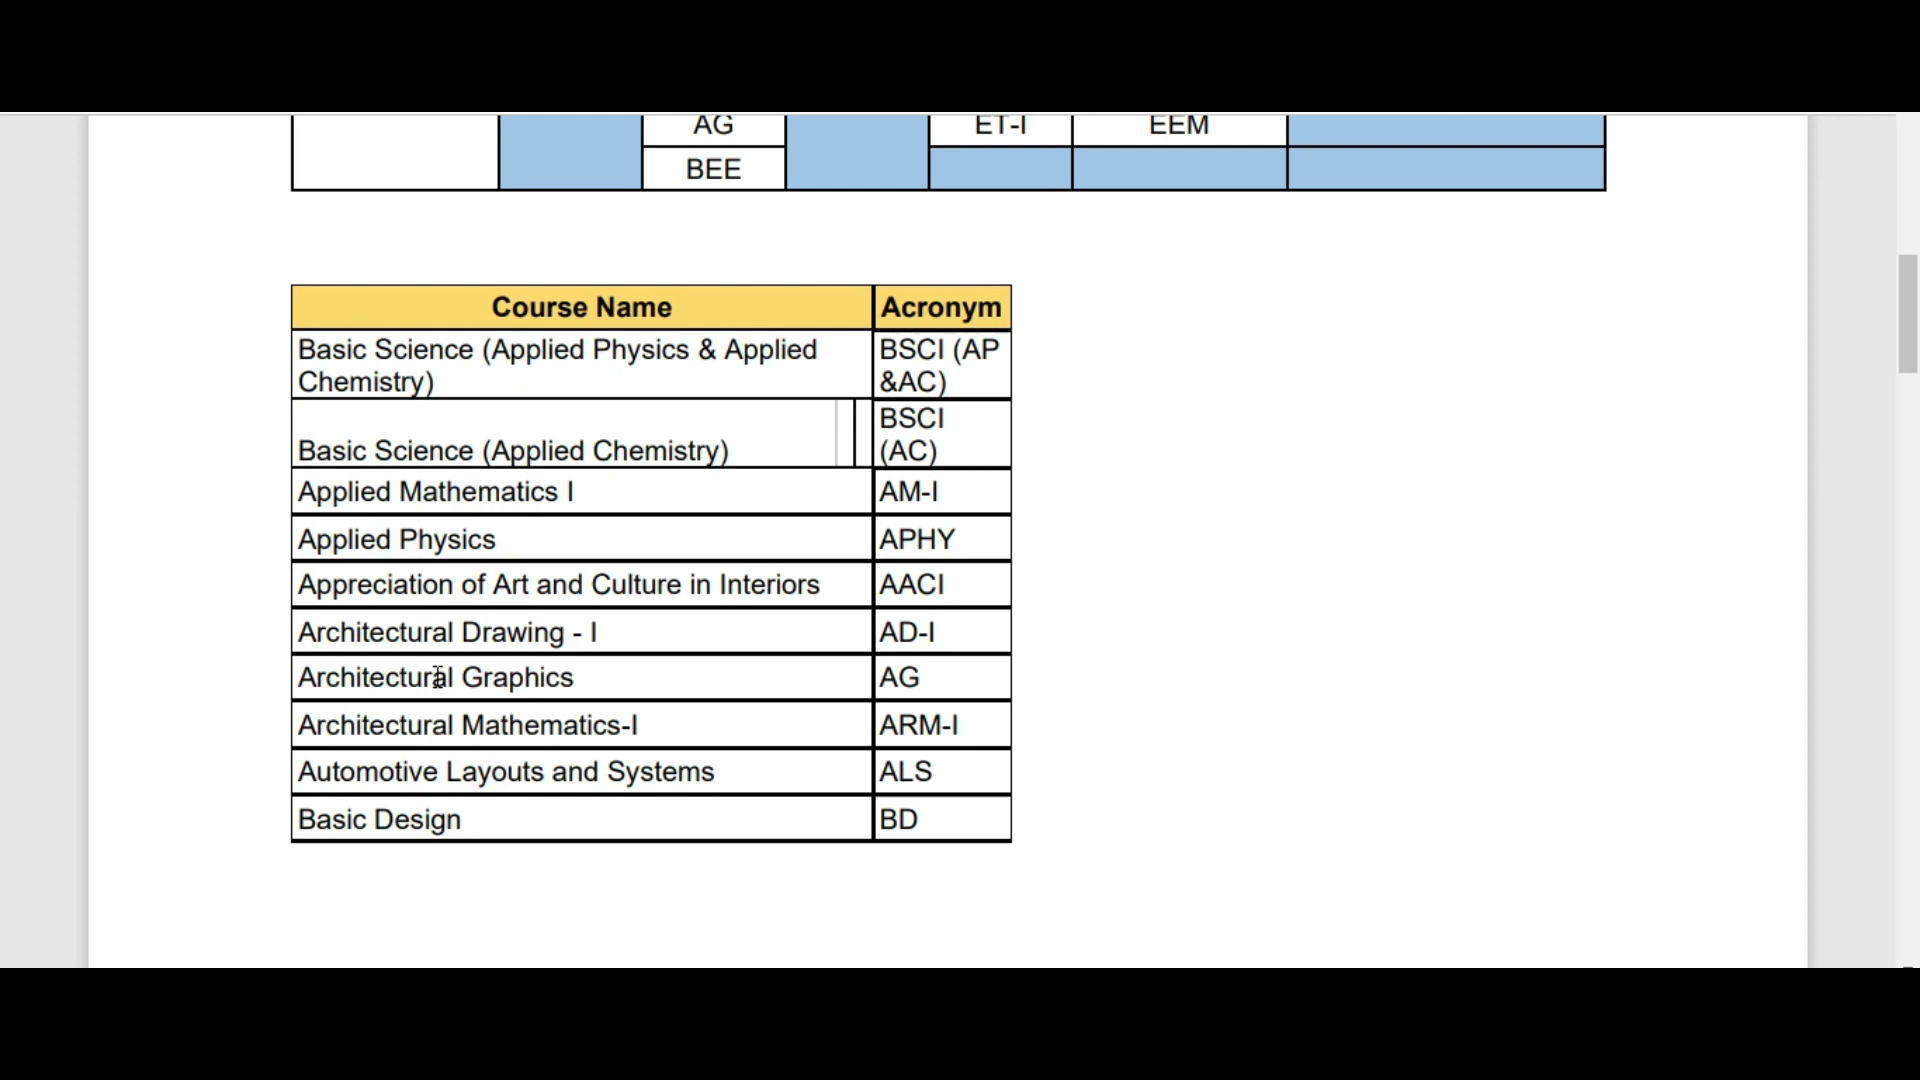 AG ET-I EEM
BEE
Course Name Acronym
Basic Science (Applied Physics & Applied Chemistry) BSCI (AP &AC)
Basic Science (Applied Chemistry) BSCI (AC)
Applied Mathematics I AM-I
Applied Physics APHY
Appreciation of Art and Culture in Interiors AACI
Architectural Drawing - I AD-I
Architectural Graphics AG
Architectural Mathematics-I ARM-I
Automotive Layouts and Systems ALS
Basic Design BD